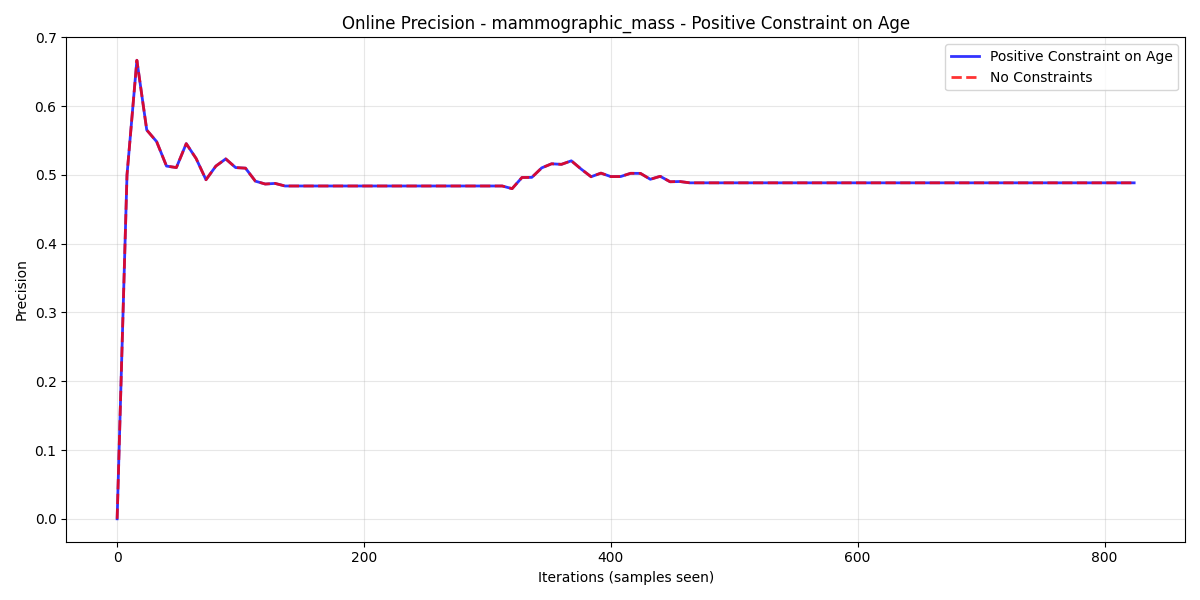 Online Precision - mammographic_mass - Positive Constraint on Age
Positive Constraint on Age
No Constraints
0.7
0.6
0.5
0.4
0.3
0.2
0.1
0.0
Precision
0
200
400
600
800
Iterations (samples seen)